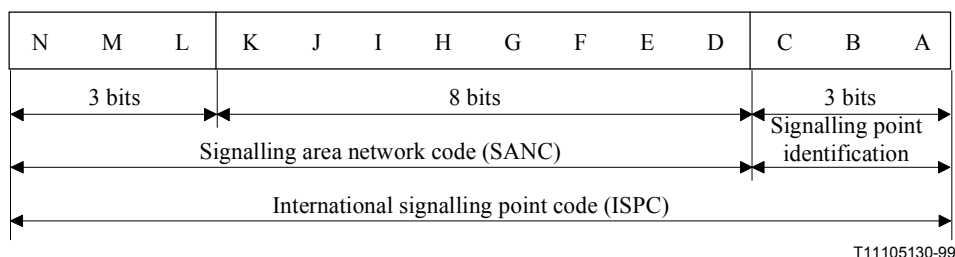 N M L K J I H G F E D C B A
3 bits 8 bits 3 bits
Signalling area network code (SANC)
Signalling point
identification
International signalling point code (ISPC)
T11105130-99